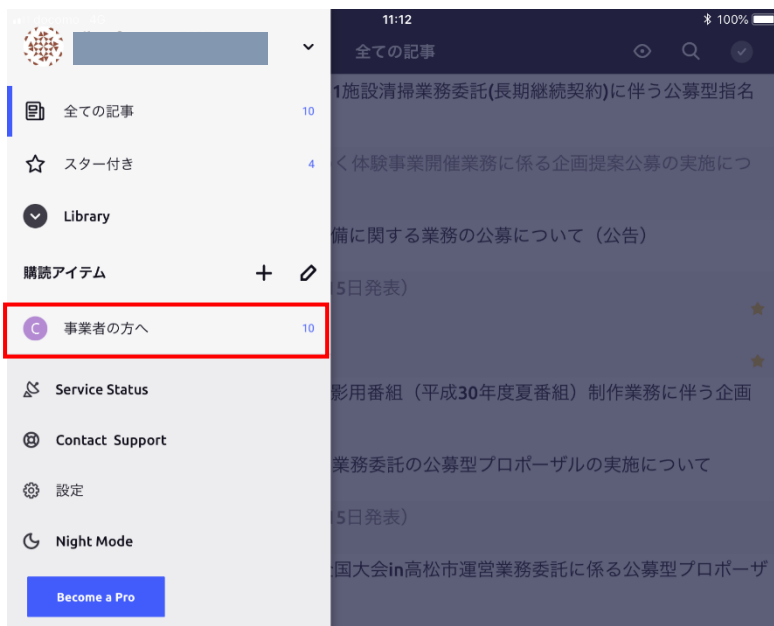 11:12
100%
全ての記事
全ての記事 10
スター付き 4
Library
購読アイテム
C 事業者の方へ 10
Service Status
Contact Support
設定
Night Mode
Become a Pro
1施設清掃業務委託(長期継続契約)に伴う公募型指名
く体験事業開催業務に係る企画提案公募の実施につ
備に関する業務の公募について（公告）
5日発表）
影用番組（平成30年度夏番組）制作業務に伴う企画
業務委託の公募型プロポーザルの実施について
5日発表）
国大会in高松市運営業務委託に係る公募型プロポーザ